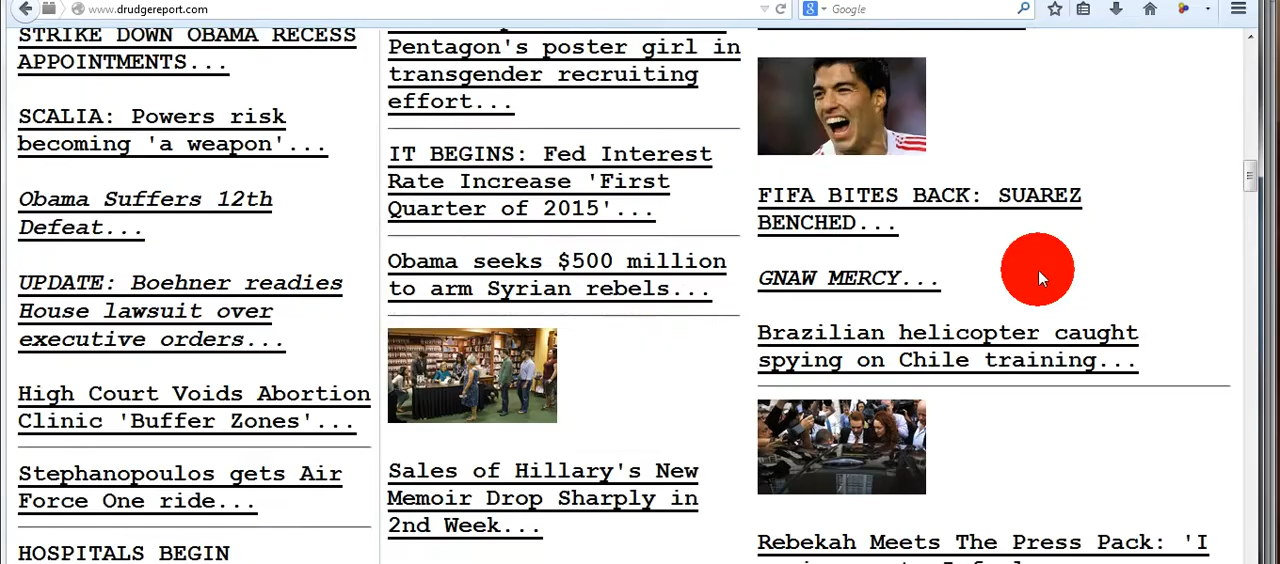 www.drudgereport.com
Google
STRIKE DOWN OBAMA RECESS
APPOINTMENTS...
SCALIA: Powers risk
becoming 'a weapon'...
Obama Suffers 12th
Defeat...
UPDATE: Boehner readies
House lawsuit over
executive orders...
High Court Voids Abortion
Clinic 'Buffer Zones'...
Stephanopoulos gets Air
Force One ride...
HOSPITALS BEGIN
Pentagon's poster girl in
transgender recruiting
effort...
IT BEGINS: Fed Interest
Rate Increase 'First
Quarter of 2015'...
Obama seeks $500 million
to arm Syrian rebels...
Sales of Hillary's New
Memoir Drop Sharply in
2nd Week...
FIFA BITES BACK: SUAREZ
BENCHED...
GNAW MERCY...
Brazilian helicopter caught
spying on Chile training...
Rebekah Meets The Press Pack: 'I